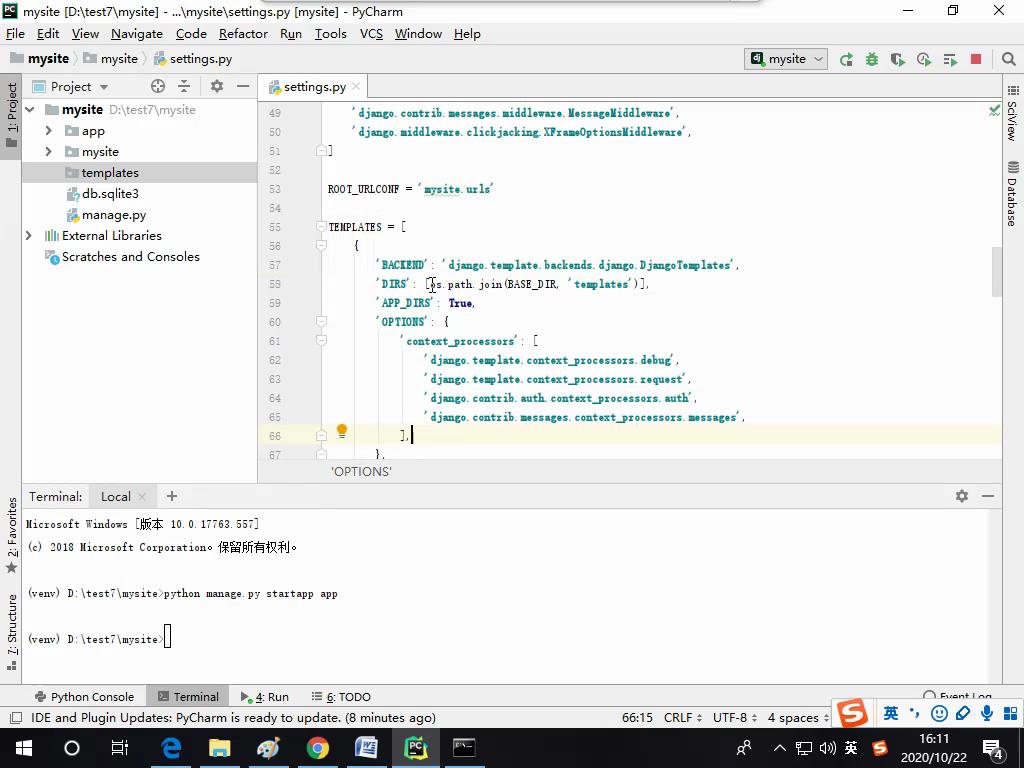 mysite [D:\test7\mysite] - ...\mysite\settings.py [mysite] - PyCharm
File Edit View Navigate Code Refactor Run Tools VCS Window Help
mysite mysite settings.py dj mysite
Project settings.py
1: Project
mysite D:\test7\mysite
app
mysite
templates
db.sqlite3
manage.py
External Libraries
Scratches and Consoles
49 'django.contrib.messages.middleware.MessageMiddleware',
50 'django.middleware.clickjacking.XFrameOptionsMiddleware',
51 ]
52
53 ROOT_URLCONF = 'mysite.urls'
54
55 TEMPLATES = [
56 {
57 'BACKEND': 'django.template.backends.django.DjangoTemplates',
58 'DIRS': [os.path.join(BASE_DIR, 'templates')],
59 'APP_DIRS': True,
60 'OPTIONS': {
61 'context_processors': [
62 'django.template.context_processors.debug',
63 'django.template.context_processors.request',
64 'django.contrib.auth.context_processors.auth',
65 'django.contrib.messages.context_processors.messages',
66 ],
67 },
'OPTIONS'
SciView
Database
2: Favorites
7: Structure
Terminal: Local
Microsoft Windows [版本 10.0.17763.557]
(c) 2018 Microsoft Corporation。保留所有权利。
(venv) D:\test7\mysite>python manage.py startapp app
(venv) D:\test7\mysite>
Python Console Terminal 4: Run 6: TODO Event Log
IDE and Plugin Updates: PyCharm is ready to update. (8 minutes ago) 66:15 CRLF UTF-8 4 spaces 英
英 16:11
2020/10/22 4